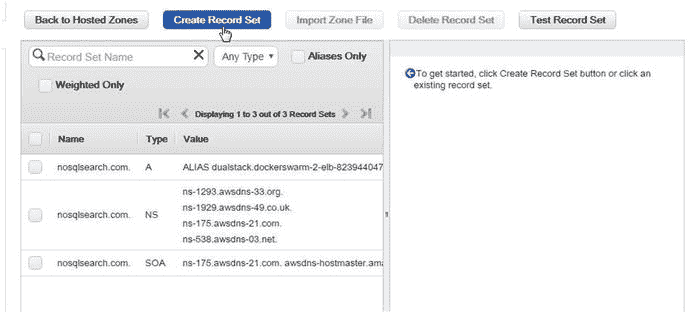 Back to Hosted Zones Create Record Set Import Zone File Delete Record Set Test Record Set
Record Set Name Any Type Aliases Only
Weighted Only
Displaying 1 to 3 out of 3 Record Sets
To get started, click Create Record Set button or click an
existing record set.
Name Type Value
nosqlsearch.com. A ALIAS dualstack.dockerswarm-2-elb-823944047
nosqlsearch.com. NS ns-1293.awsdns-33.org.
ns-1929.awsdns-49.co.uk.
ns-175.awsdns-21.com.
ns-538.awsdns-03.net.
nosqlsearch.com. SOA ns-175.awsdns-21.com. awsdns-hostmaster.ama